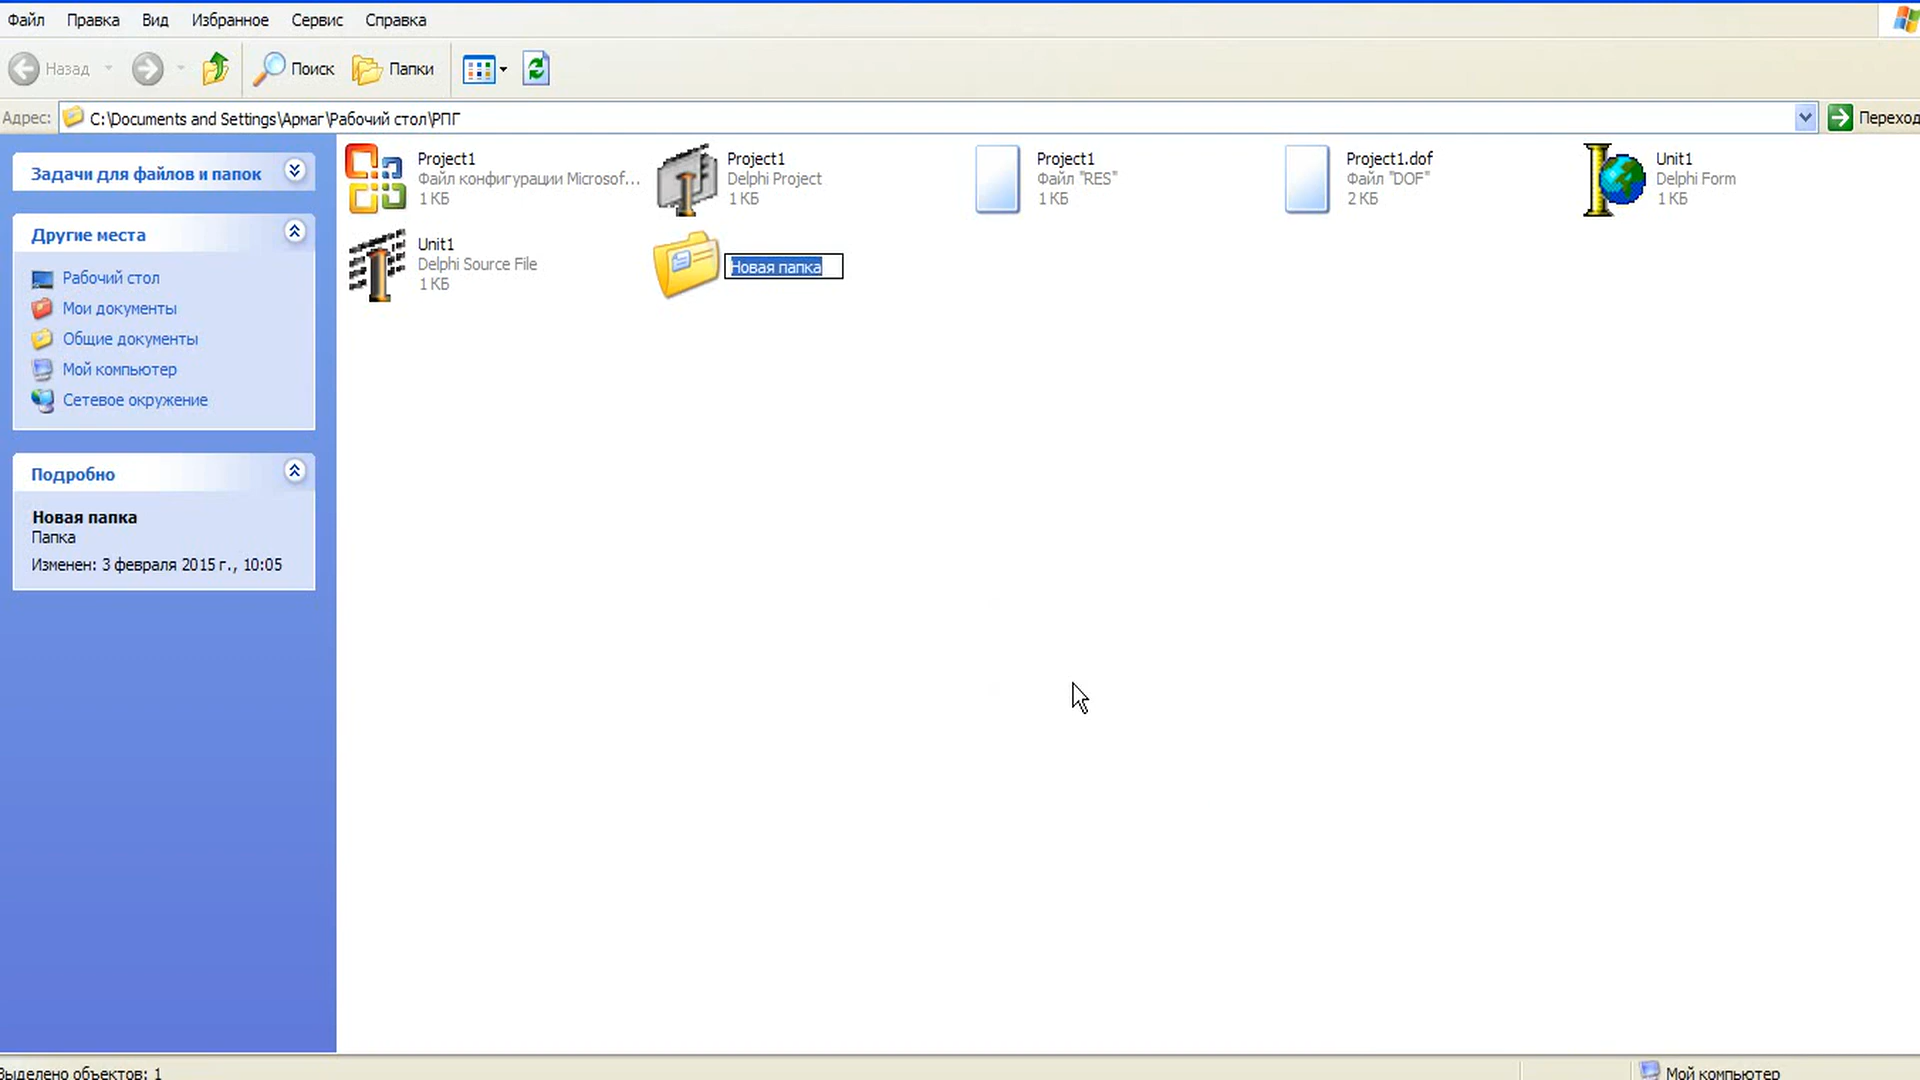 Файл Правка Вид Избранное Сервис Справка
Назад Поиск Папки
Адрес: C:\Documents and Settings\Армаг\Рабочий стол\РПГ Переход
Задачи для файлов и папок
Другие места
Рабочий стол
Мои документы
Общие документы
Мой компьютер
Сетевое окружение
Подробно
Новая папка
Папка
Изменен: 3 февраля 2015 г., 10:05
Project1
Файл конфигурации Microsof...
1 КБ
Project1
Delphi Project
1 КБ
Project1
Файл "RES"
1 КБ
Project1.dof
Файл "DOF"
2 КБ
Unit1
Delphi Form
1 КБ
Unit1
Delphi Source File
1 КБ
Новая папка
Выделено объектов: 1
Мой компьютер